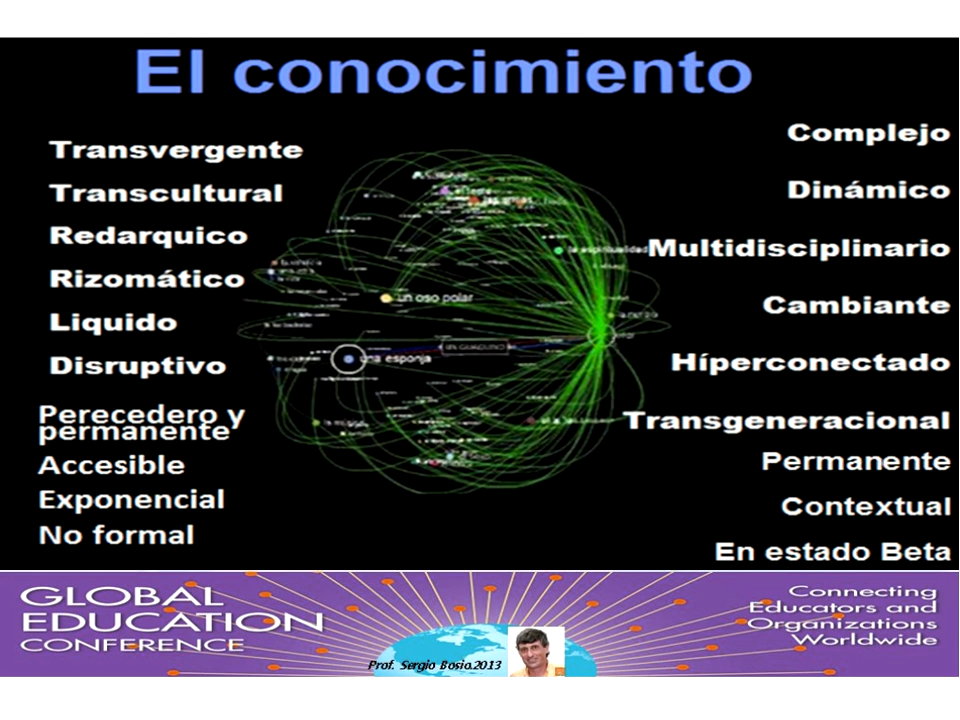 El conocimiento
Transvergente
Transcultural
Redarquico
Rizomático
Liquido
Disruptivo
Perecedero y
permanente
Accesible
Exponencial
No formal
un oso polar
una esponja
la espiritualidad
Complejo
Dinámico
Multidisciplinario
Cambiante
Híperconectado
Transgeneracional
Permanente
Contextual
En estado Beta
GLOBAL
EDUCATION
CONFERENCE
Prof. Sergio Bosio.2013
Connecting
Educators and
Organizations
Worldwide